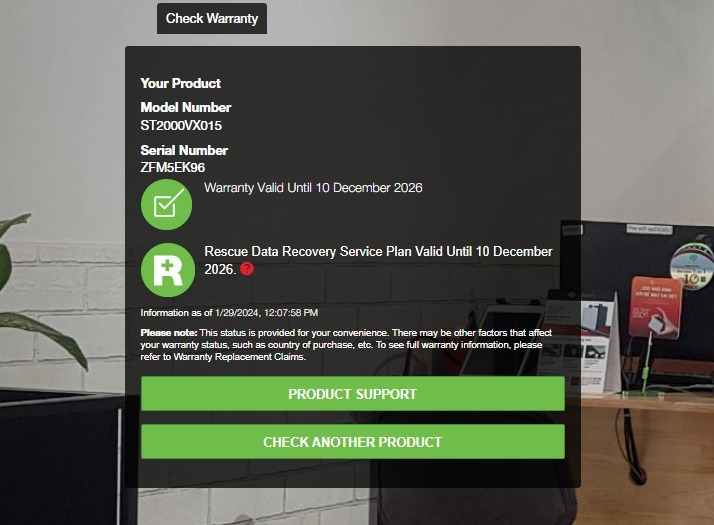 Check Warranty
Your Product
Model Number
ST2000VX015
Serial Number
ZFM5EK96
Warranty Valid Until 10 December 2026
Rescue Data Recovery Service Plan Valid Until 10 December
2026. ?
Information as of 1/29/2024, 12:07:58 PM
Please note: This status is provided for your convenience. There may be other factors that affect
your warranty status, such as country of purchase, etc. To see full warranty information, please
refer to Warranty Replacement Claims.
PRODUCT SUPPORT
CHECK ANOTHER PRODUCT